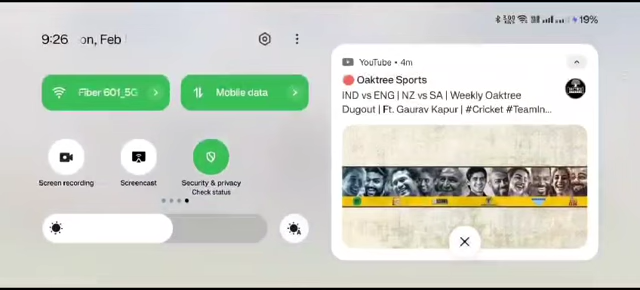 19%
9:26 on, Feb
YouTube • 4m
Oaktree Sports
IND vs ENG | NZ vs SA | Weekly Oaktree
Dugout | Ft. Gaurav Kapur | #Cricket #TeamIn...
Fiber 601_5G
Mobile data
Screen recording
Screencast
Security & privacy
Check status